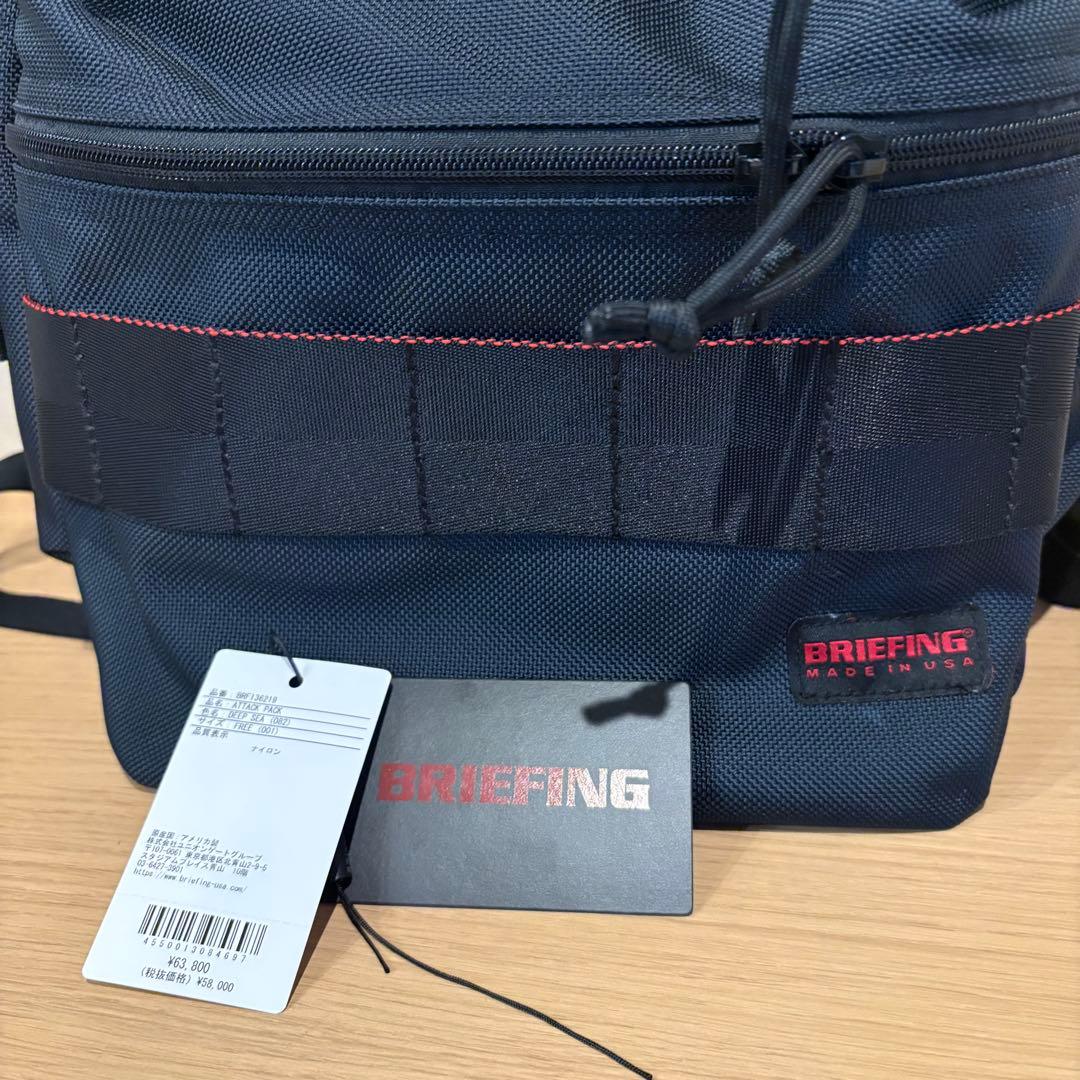 BRIEFING®
MADE IN USA
品番 : BRF136219
品名 : ATTACK PACK
色名 : DEEP SEA (082)
サイズ : FREE (001)
品質表示
ナイロン
原産国 : アメリカ製
株式会社ユニオンゲートグループ
〒107-0061 東京都港区北青山2-9-5
スタジアムプレイス青山 10階
03-6427-3901
https://www.briefing-usa.com/
4550013084697
¥63,800
(税抜価格) ¥58,000
BRIEFING